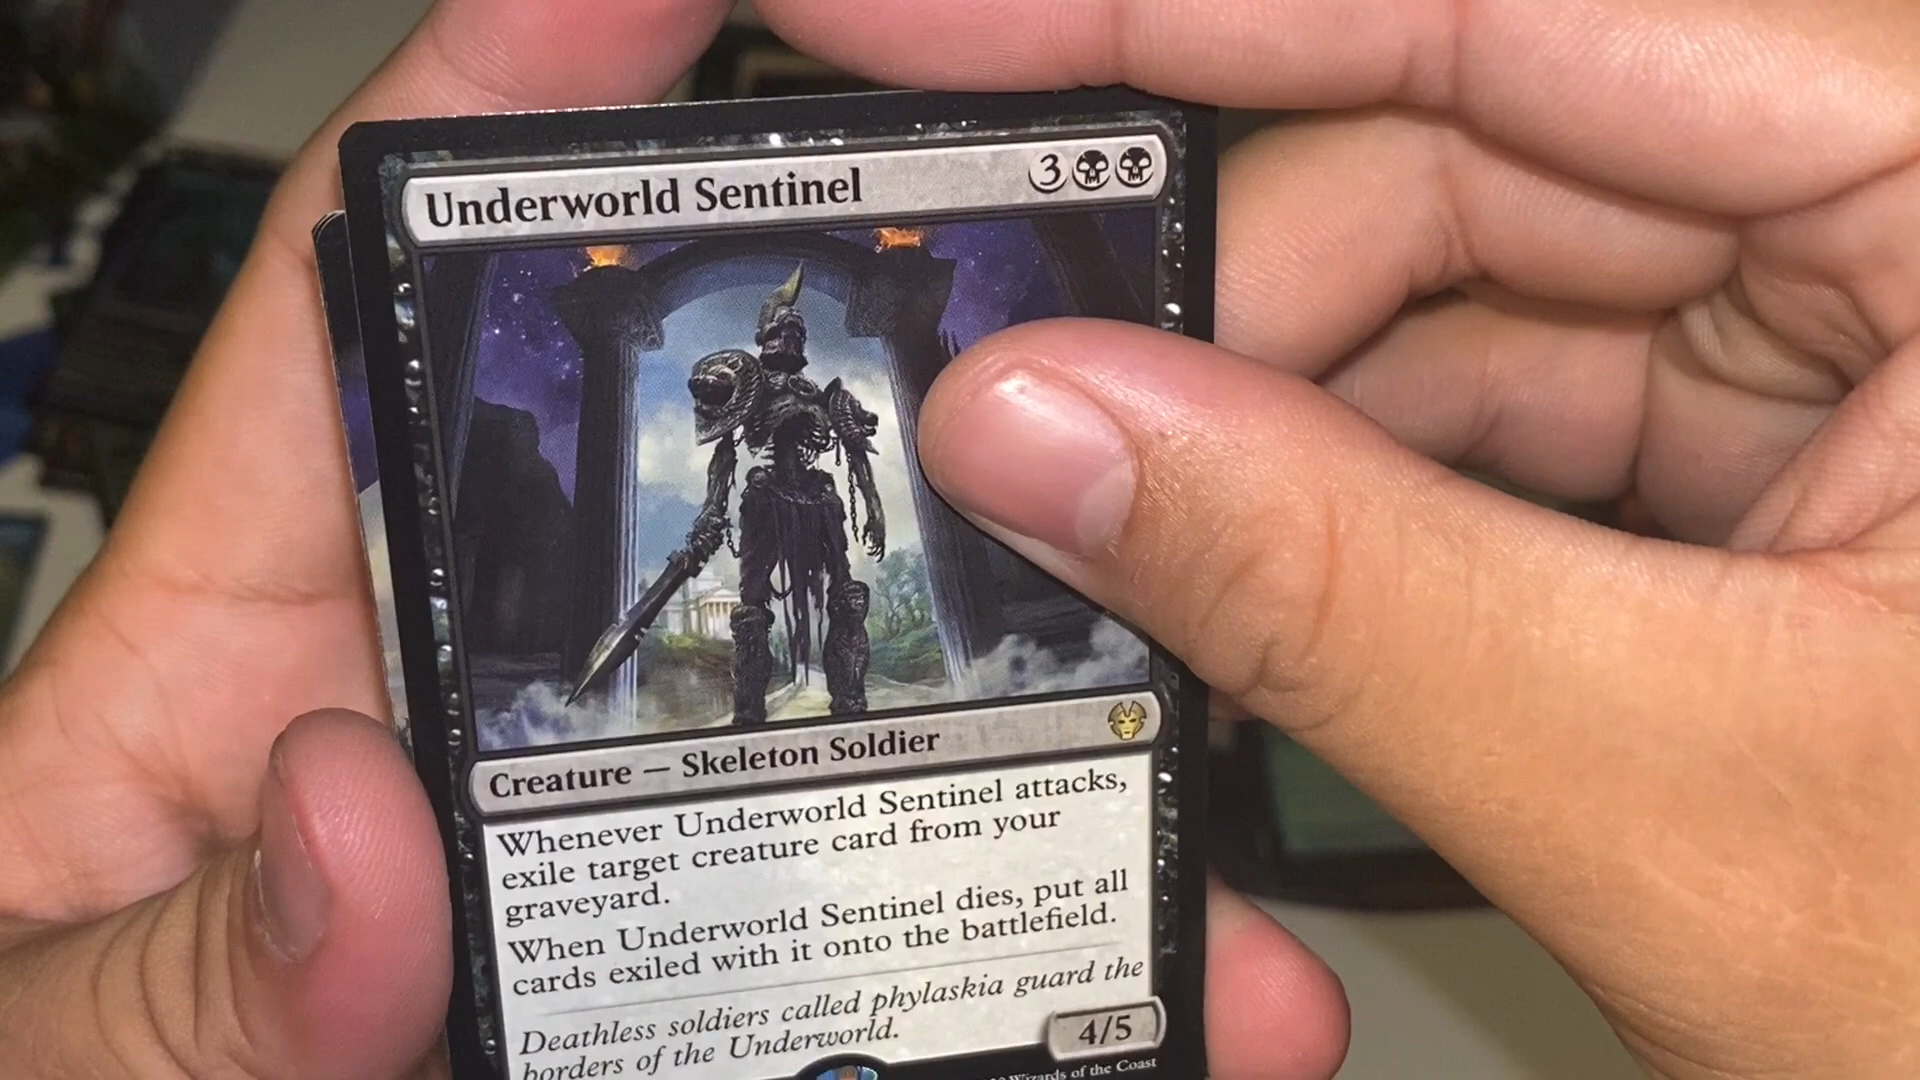 Underworld Sentinel 3
Creature — Skeleton Soldier
Whenever Underworld Sentinel attacks,
exile target creature card from your
graveyard.
When Underworld Sentinel dies, put all
cards exiled with it onto the battlefield.
Deathless soldiers called phylaskia guard the
borders of the Underworld.
4/5
Wizards of the Coast